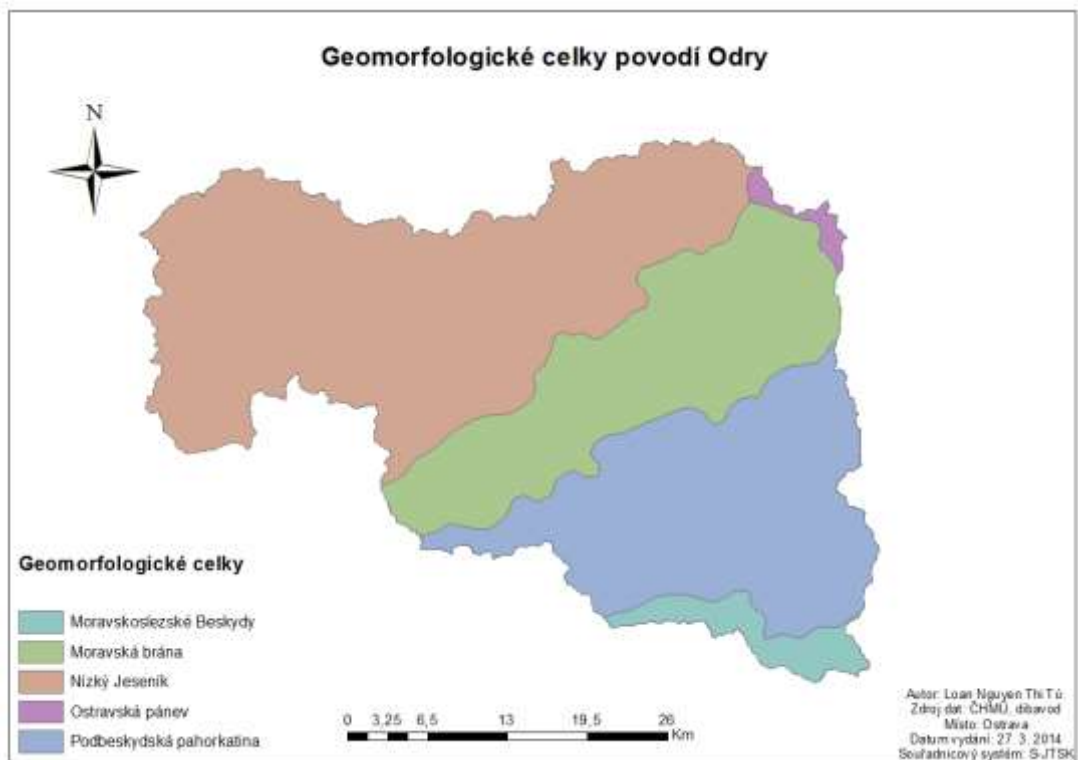 Geomorfologické celky povodí Odry
N
Geomorfologické celky
Moravskoslezské Beskydy
Moravská brána
Nízký Jeseník
Ostravská pánev
Podbeskydská pahorkatina
0 3,25 6,5 13 19,5 26
Km
Autor: Loan Nguyen Thi Tú
Zdroj dat: ČHMÚ, dibavod
Místo: Ostrava
Datum vydání: 27. 3. 2014
Souřadnicový systém: S-JTSK